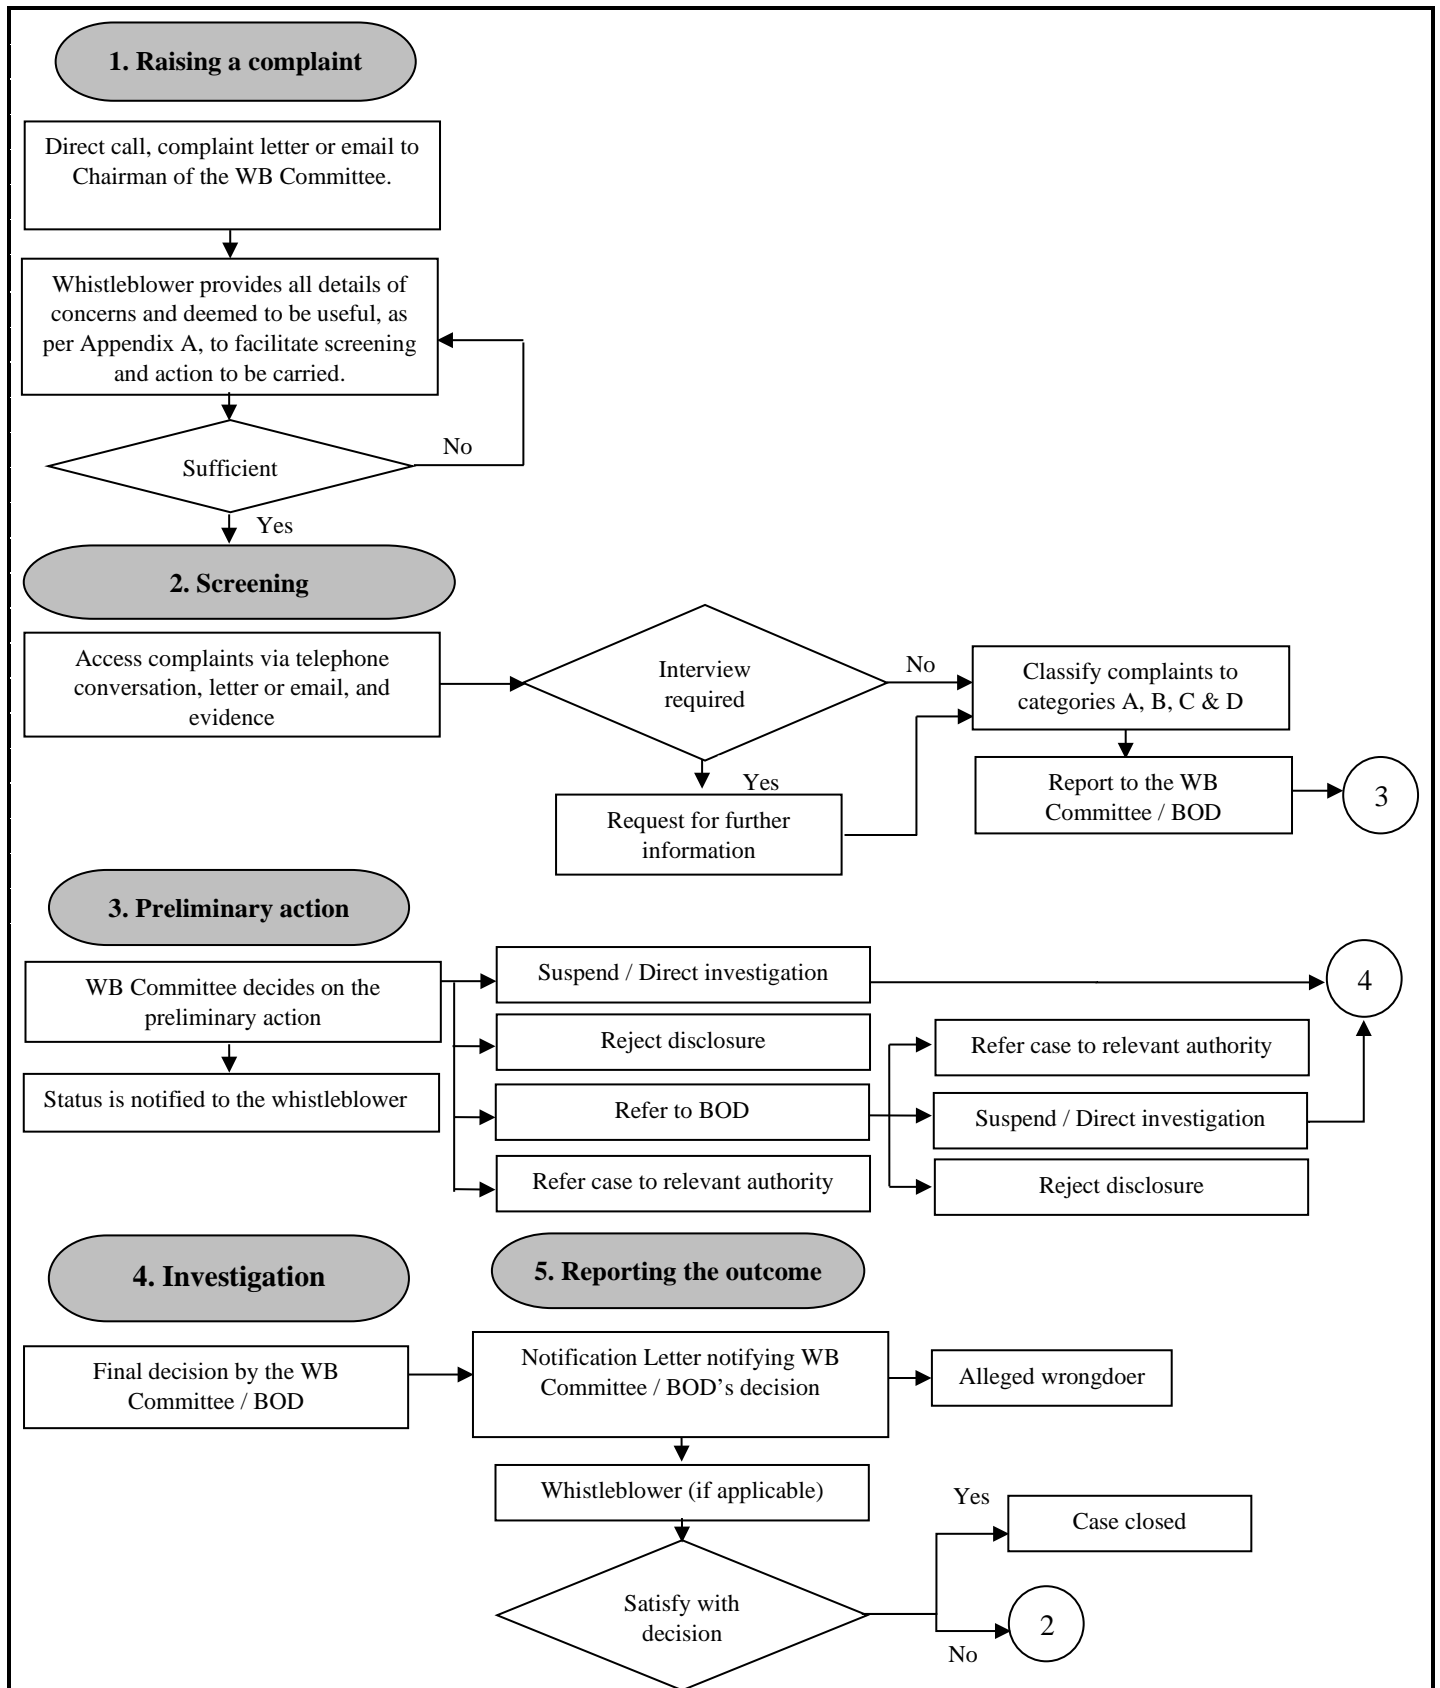 1. Raising a complaint
Direct call, complaint letter or email to
Chairman of the WB Committee.
Whistleblower provides all details of
concerns and deemed to be useful, as
per Appendix A, to facilitate screening
and action to be carried.
No
Sufficient
Yes
2. Screening
Access complaints via telephone
conversation, letter or email, and
evidence
Interview
required
No
Classify complaints to
categories A, B, C & D
Yes
Request for further
information
Report to the WB
Committee / BOD
3
3. Preliminary action
WB Committee decides on the
preliminary action
Status is notified to the whistleblower
Suspend / Direct investigation
4
Reject disclosure
Refer to BOD
Refer case to relevant authority
Refer case to relevant authority
Suspend / Direct investigation
Reject disclosure
4. Investigation
5. Reporting the outcome
Final decision by the WB
Committee / BOD
Notification Letter notifying WB
Committee / BOD’s decision
Alleged wrongdoer
Whistleblower (if applicable)
Yes
Case closed
Satisfy with
decision
2
No